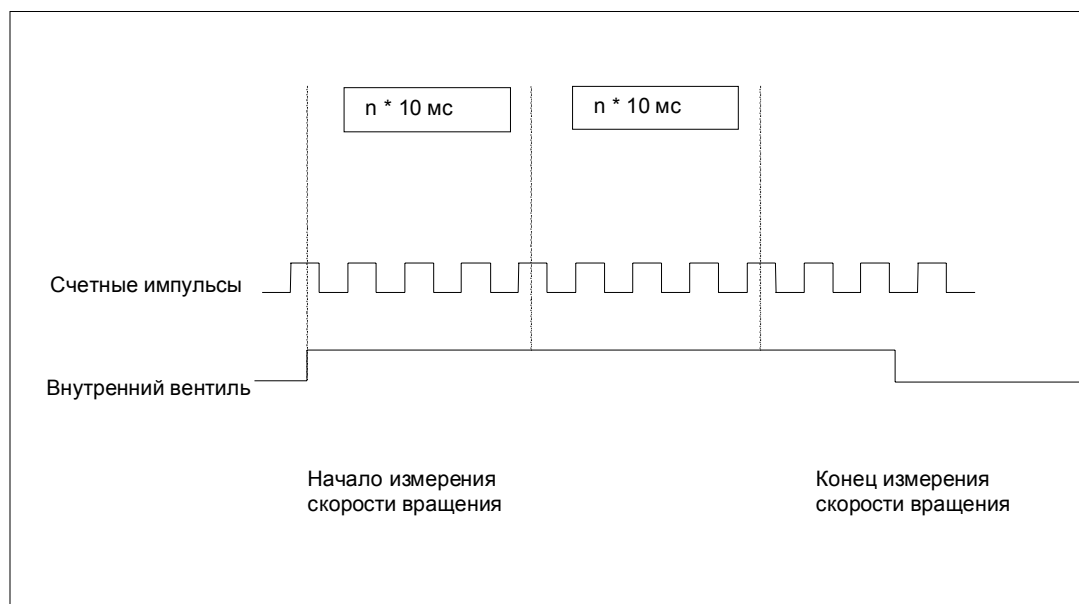 n * 10 мс
n * 10 мс
Счетные импульсы
Внутренний вентиль
Начало измерения
скорости вращения
Конец измерения
скорости вращения